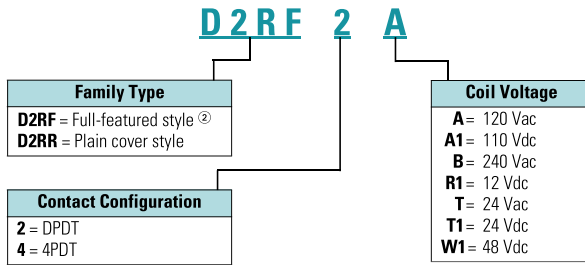 D2RF 2 A
Family Type
D2RF = Full-featured style ②
D2RR = Plain cover style
Contact Configuration
2 = DPDT
4 = 4PDT
Coil Voltage
A = 120 Vac
A1 = 110 Vdc
B = 240 Vac
R1 = 12 Vdc
T = 24 Vac
T1 = 24 Vdc
W1 = 48 Vdc